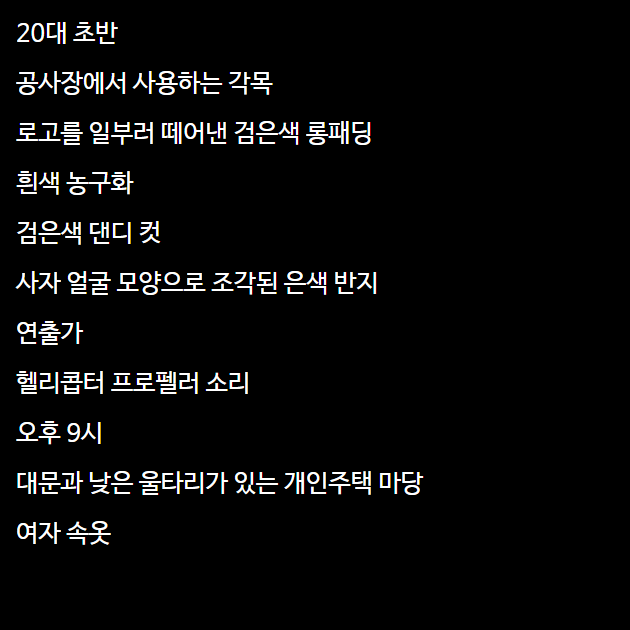 20대 초반
공사장에서 사용하는 각목
로고를 일부러 떼어낸 검은색 롱패딩
흰색 농구화
검은색 댄디 컷
사자 얼굴 모양으로 조각된 은색 반지
연출가
헬리콥터 프로펠러 소리
오후 9시
대문과 낮은 울타리가 있는 개인주택 마당
여자 속옷